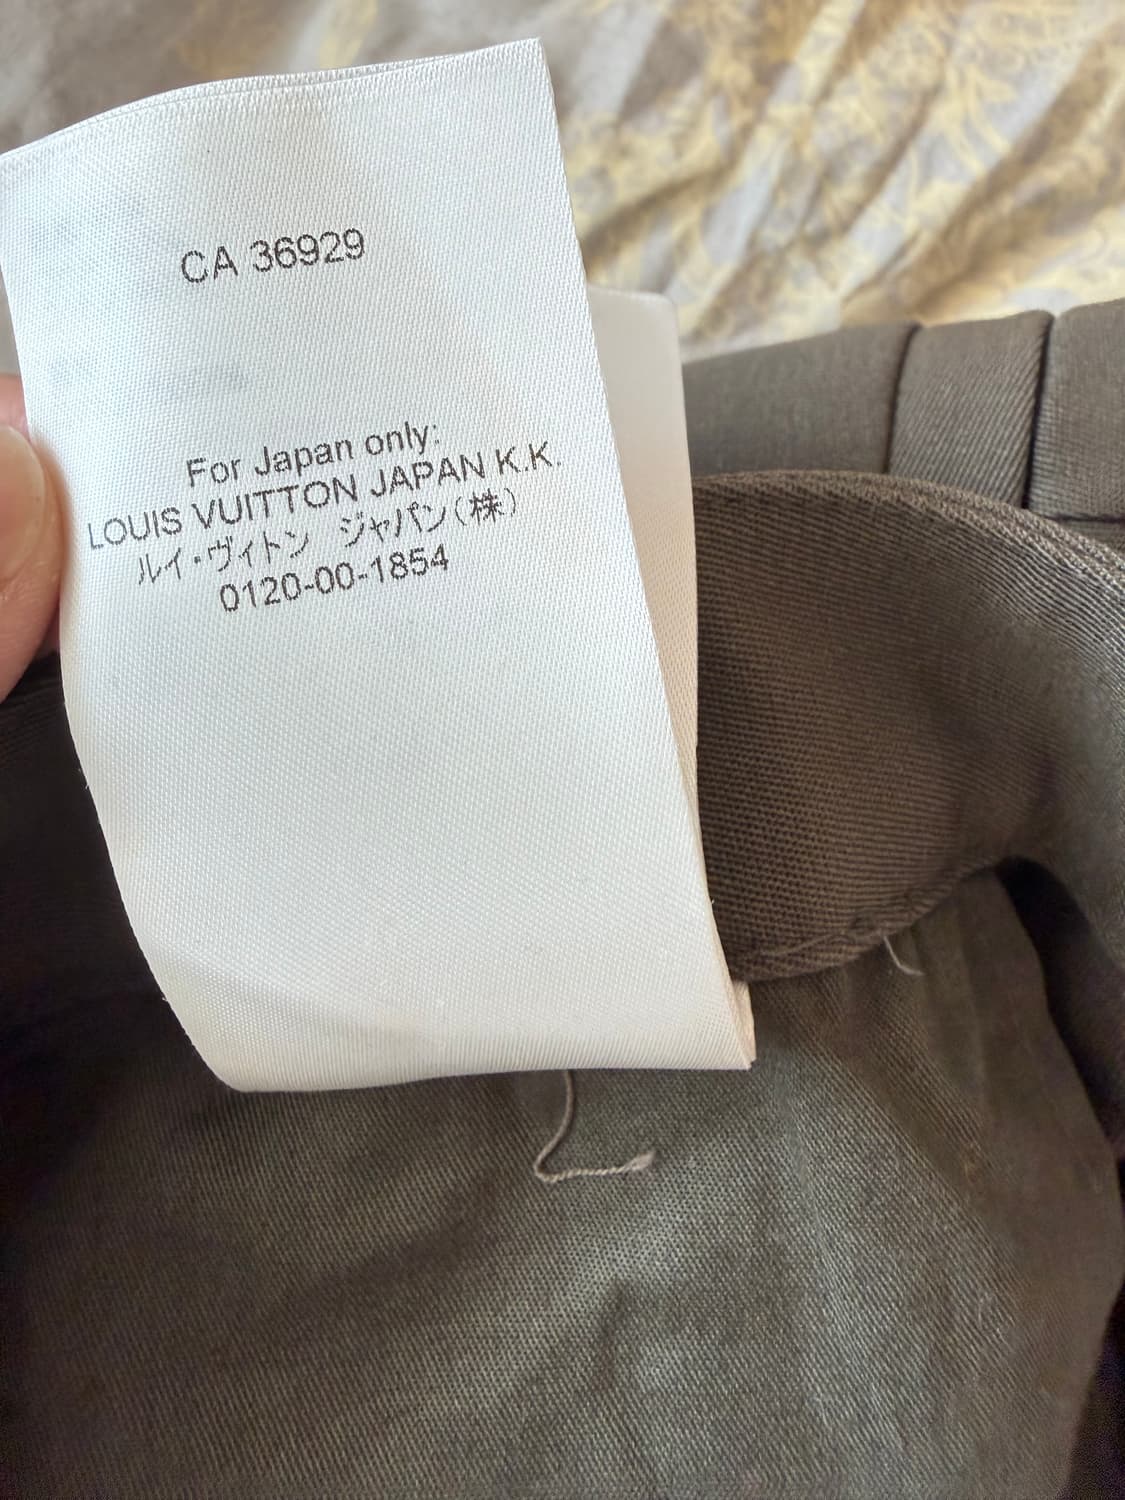 CA 36929
For Japan only:
LOUIS VUITTON JAPAN K.K.
ルイ・ヴィトン ジャパン(株)
0120-00-1854